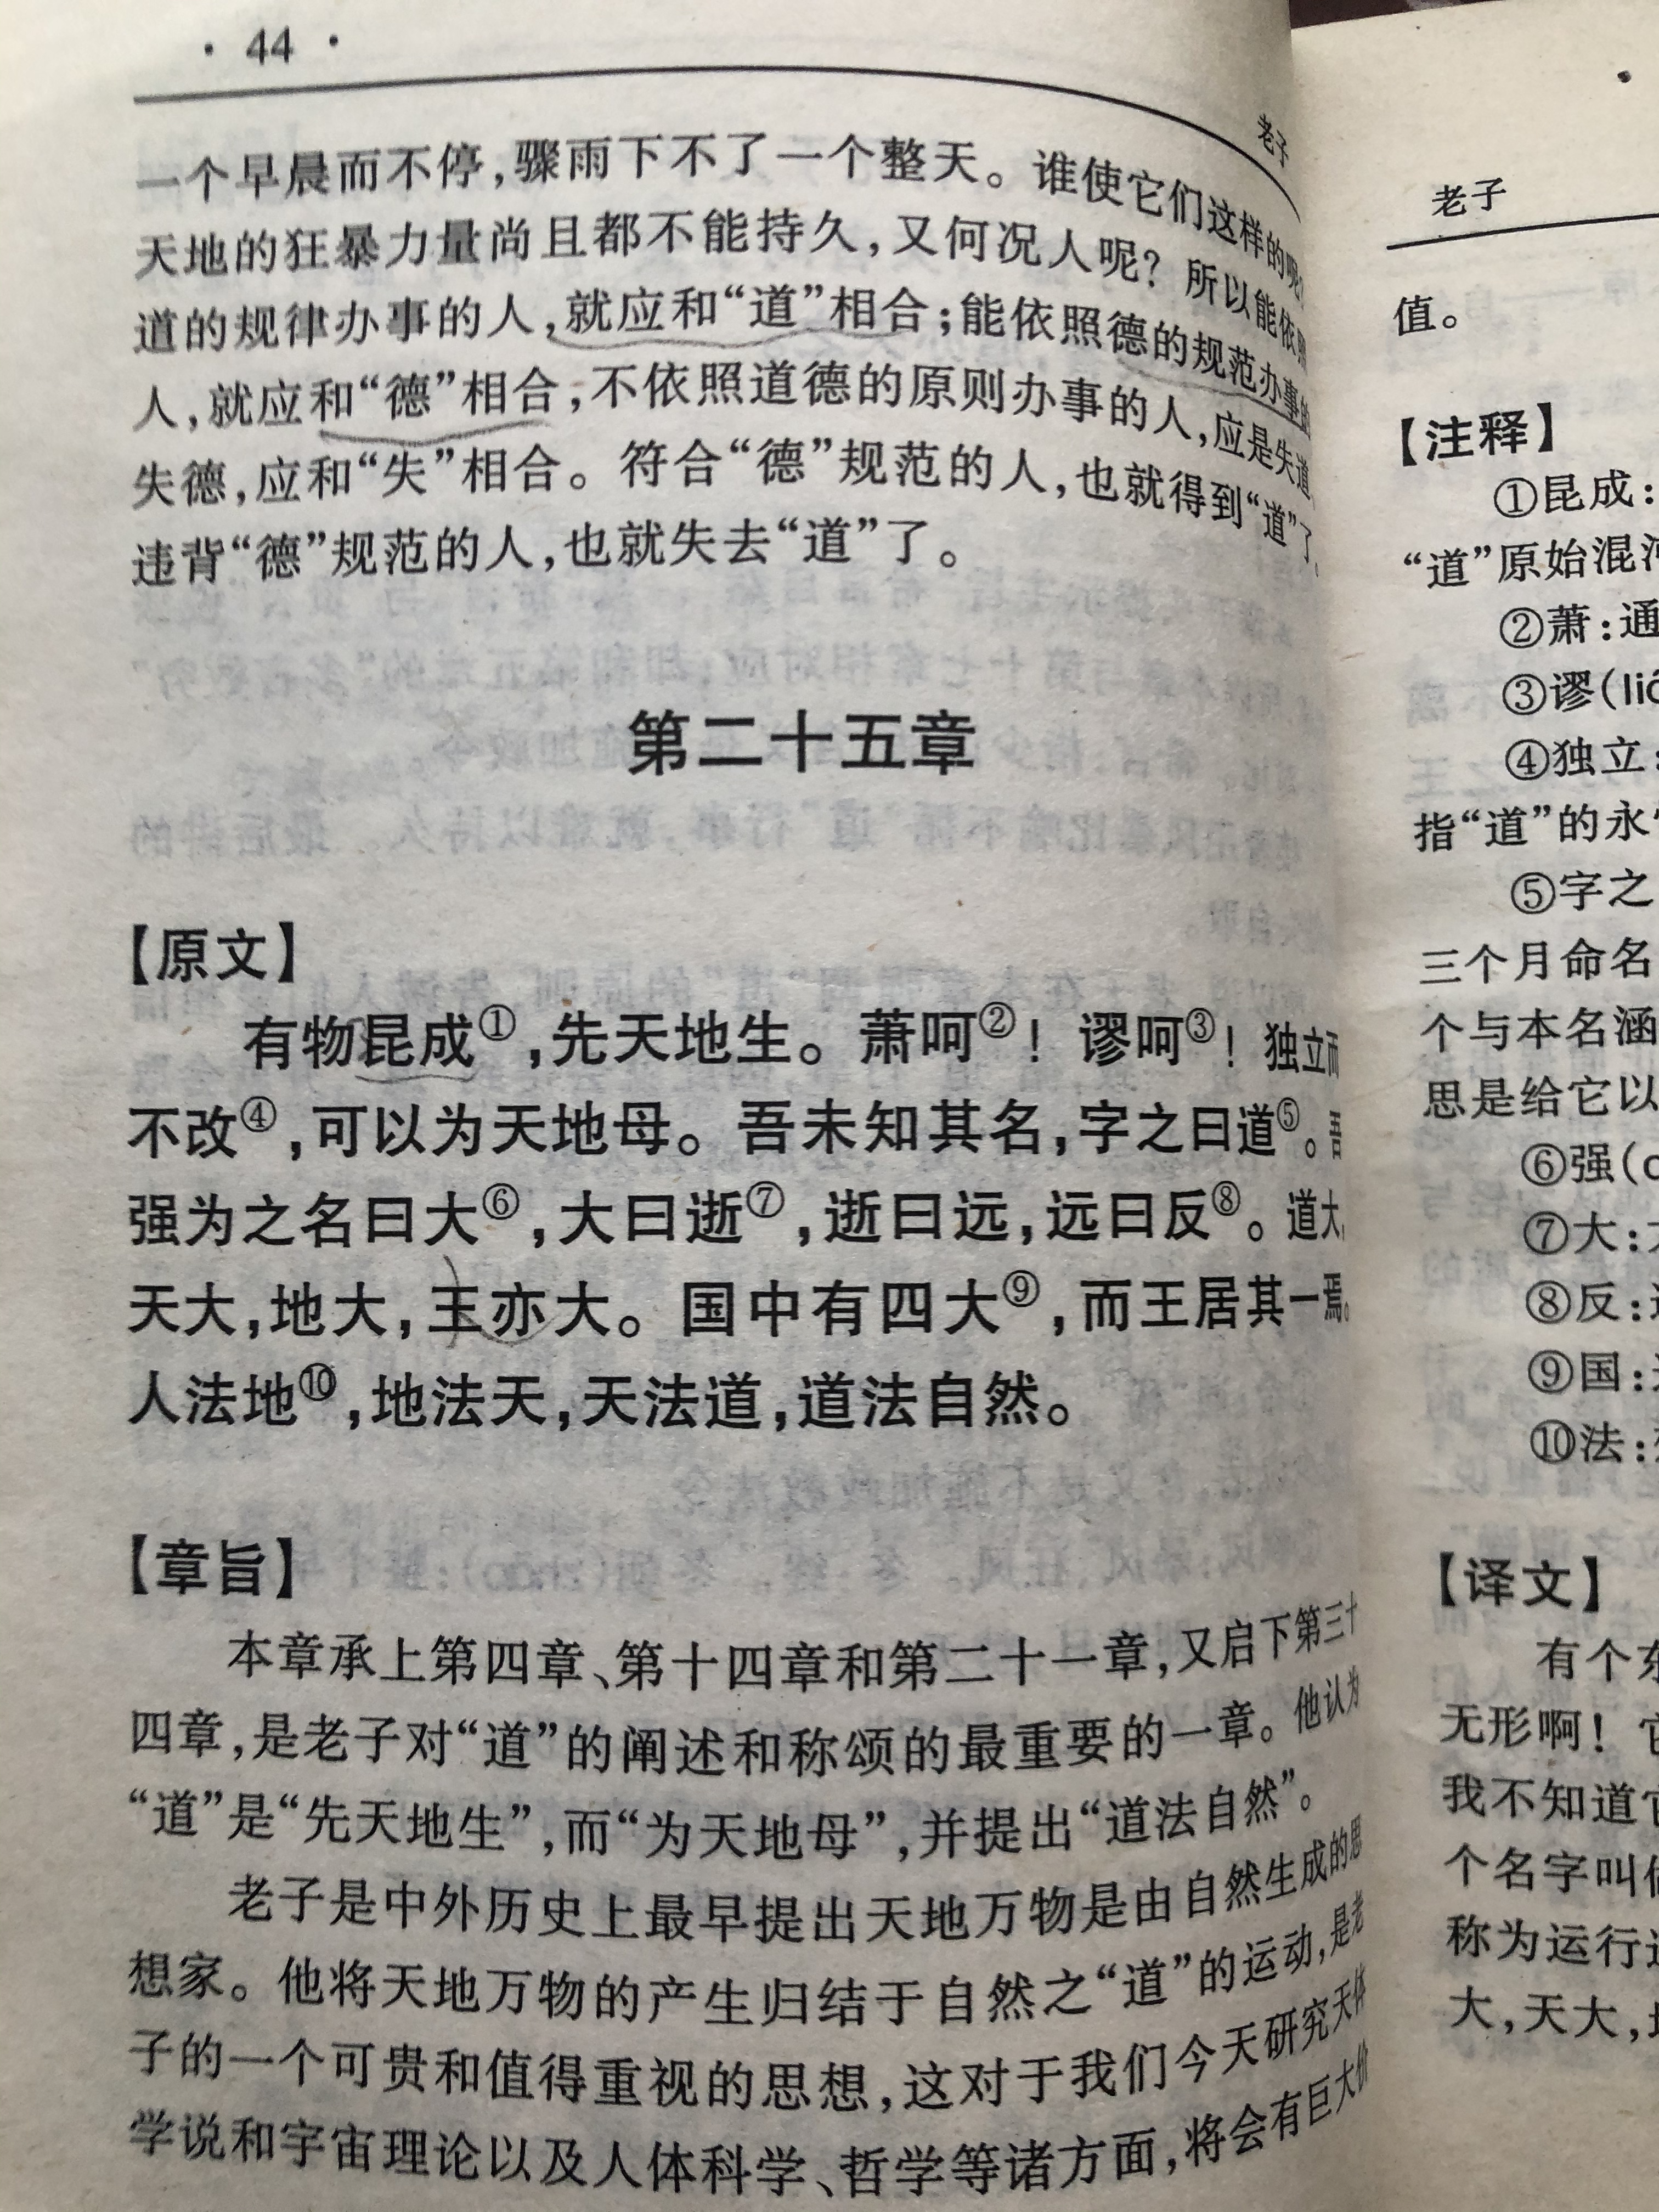 · 44 ·
老子
一个早晨而不停,骤雨下不了一个整天。谁使它们这样的呢?
天地的狂暴力量尚且都不能持久,又何况人呢?所以能依照
道的规律办事的人,就应和“道”相合;能依照德的规范办事的
人,就应和“德”相合;不依照道德的原则办事的人,应是失道
失德,应和“失”相合。符合“德”规范的人,也就得到“道”了。
违背“德”规范的人,也就失去“道”了。
第二十五章
【原文】
有物昆成①,先天地生。萧呵②!谬呵③!独立而
不改④,可以为天地母。吾未知其名,字之曰道⑤。吾
强为之名曰大⑥,大曰逝⑦,逝曰远,远曰反⑧。道大,
天大,地大,王亦大。国中有四大⑨,而王居其一焉。
人法地⑩,地法天,天法道,道法自然。
【章旨】
本章承上第四章、第十四章和第二十一章,又启下第三十
四章,是老子对“道”的阐述和称颂的最重要的一章。他认为
“道”是“先天地生”,而“为天地母”,并提出“道法自然”。
老子是中外历史上最早提出天地万物是由自然生成的思
想家。他将天地万物的产生归结于自然之“道”的运动,是老
子的一个可贵和值得重视的思想,这对于我们今天研究天体
学说和宇宙理论以及人体科学、哲学等诸方面,将会有巨大价
老子
值。
【注释】
①昆成:
“道”原始混
②萧:通
③谬(li
④独立:
指“道”的永
⑤字之
三个月命名
个与本名涵
思是给它以
⑥强(
⑦大:
⑧反:
⑨国:
⑩法:
【译文】
有个东
无形啊!它
我不知道它
个名字叫
称为运行
大,天大,